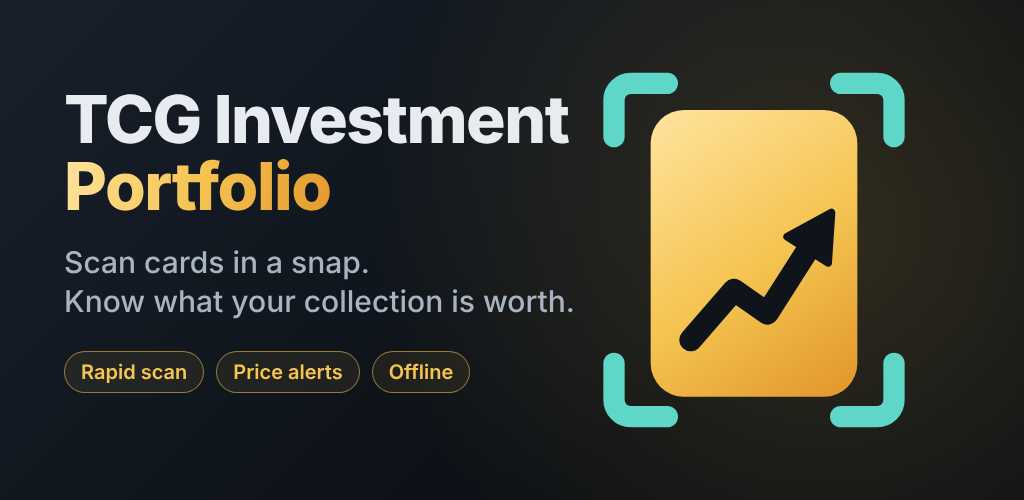 TCG Investment
Portfolio
Scan cards in a snap.
Know what your collection is worth.
Rapid scan
Price alerts
Offline